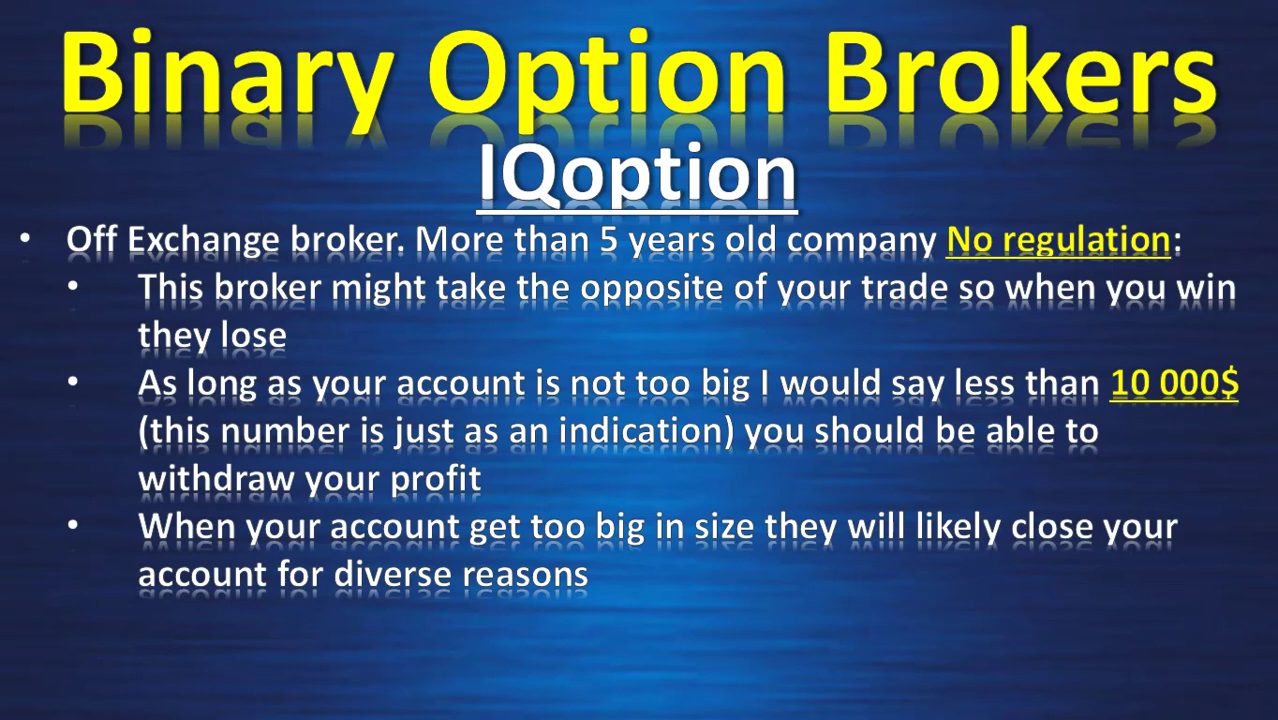 Binary Option Brokers
IQoption
• Off Exchange broker. More than 5 years old company No regulation:
• This broker might take the opposite of your trade so when you win
they lose
• As long as your account is not too big I would say less than 10 000$
(this number is just as an indication) you should be able to
withdraw your profit
• When your account get too big in size they will likely close your
account for diverse reasons